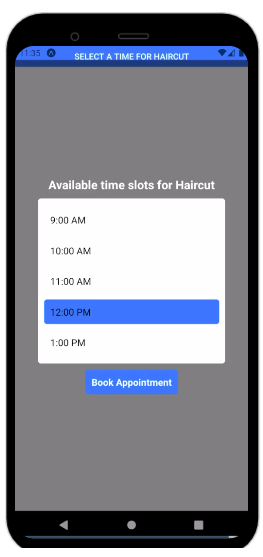 11:35
SELECT A TIME FOR HAIRCUT
Available time slots for Haircut
9:00 AM
10:00 AM
11:00 AM
12:00 PM
1:00 PM
Book Appointment